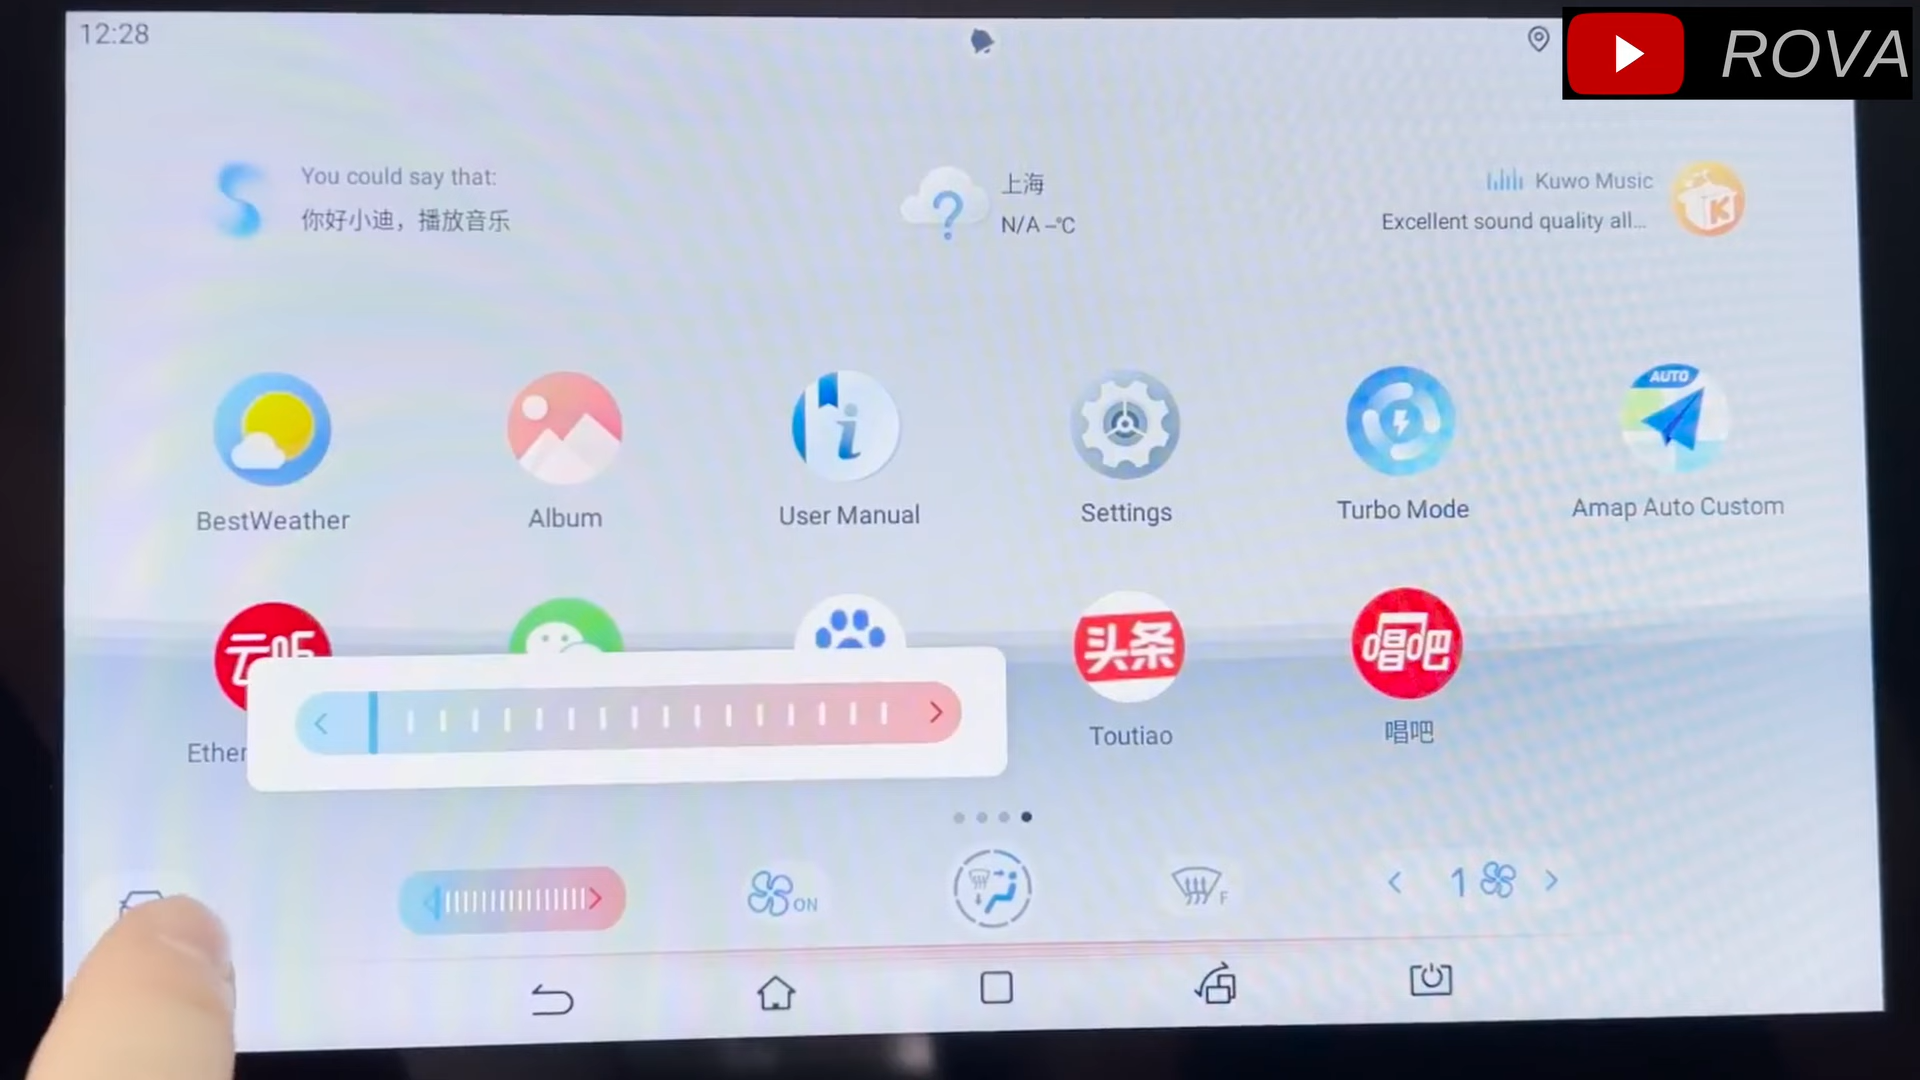 12:28
ROVA
You could say that:
你好小迪，播放音乐
上海
N/A –°C
Kuwo Music
Excellent sound quality all...
K
AUTO
BestWeather
Album
User Manual
Settings
Turbo Mode
Amap Auto Custom
云听
头条
唱吧
Ether
Toutiao
唱吧
ON
F
1